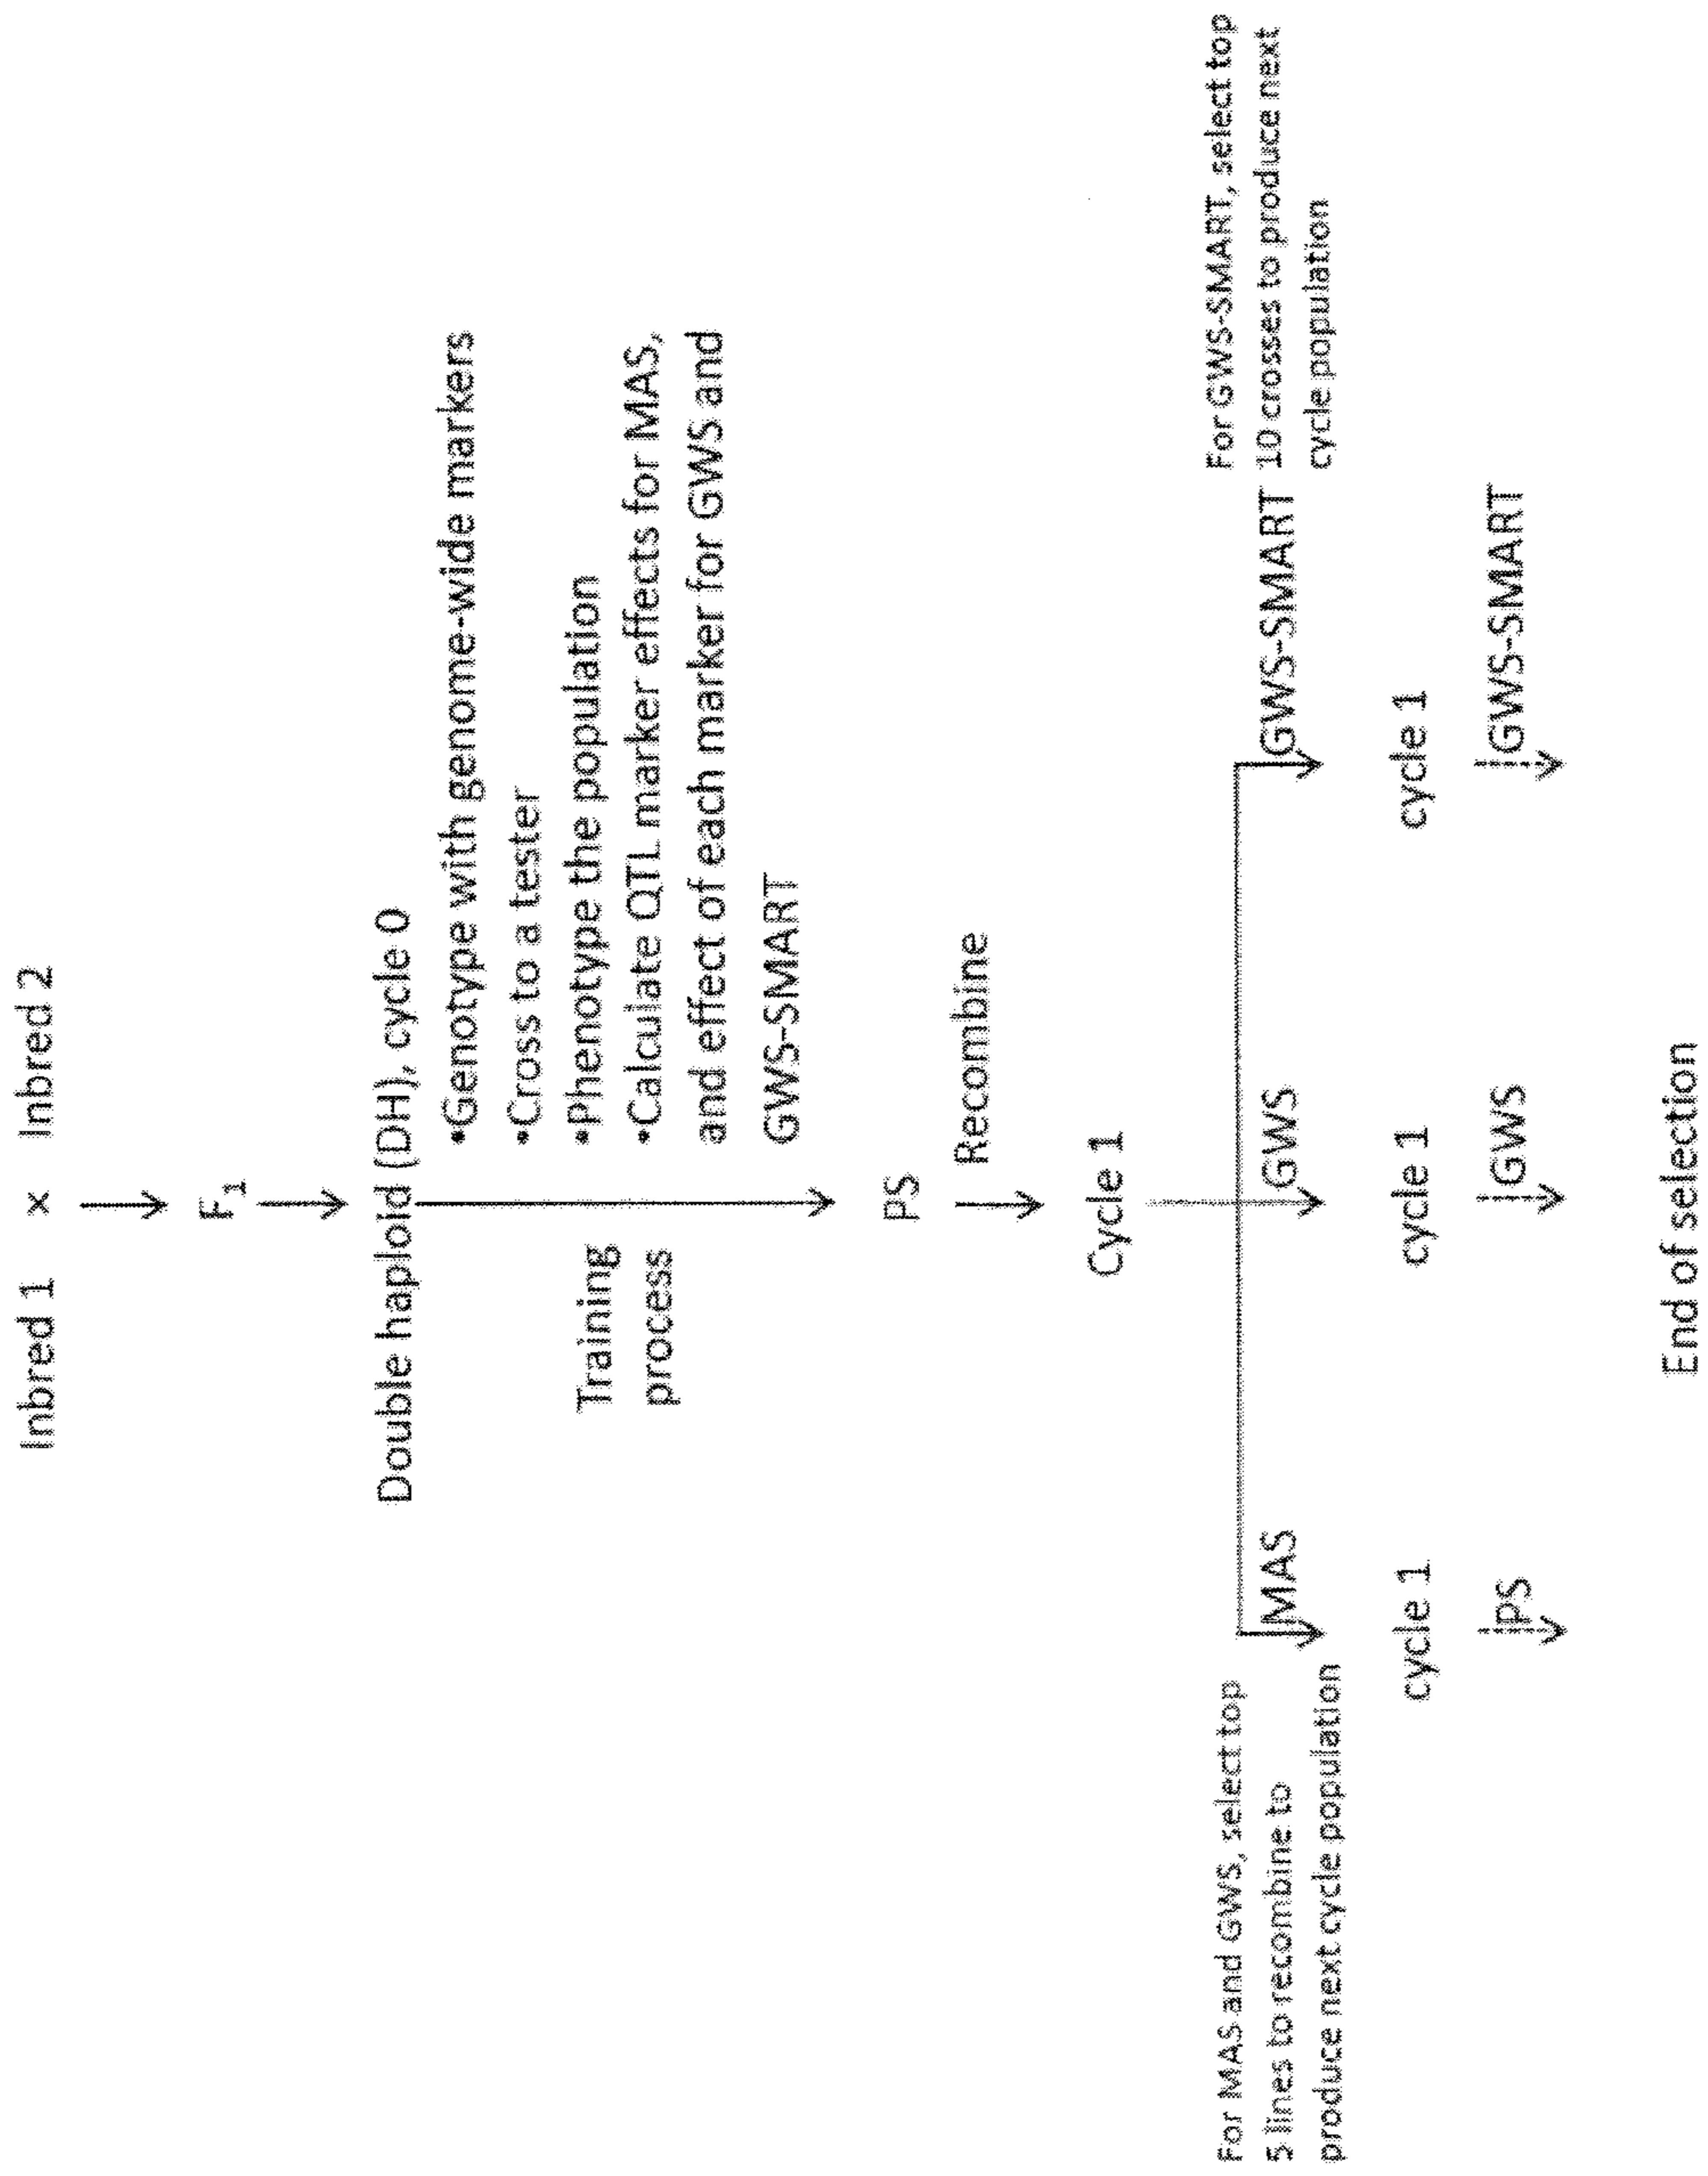 Inbred 1 × Inbred 2
F1
Double haploid (DH), cycle 0
Training
process
•Genotype with genome-wide markers
•Cross to a tester
•Phenotype the population
•Calculate QTL marker effects for MAS,
and effect of each marker for GWS and
GWS-SMART
PS
Recombine
Cycle 1
For MAS and GWS, select top
5 lines to recombine to
produce next cycle population
MAS
GWS
GWS-SMART
For GWS-SMART, select top
10 crosses to produce next
cycle population
cycle 1
cycle 1
cycle 1
PS
GWS
GWS-SMART
End of selection